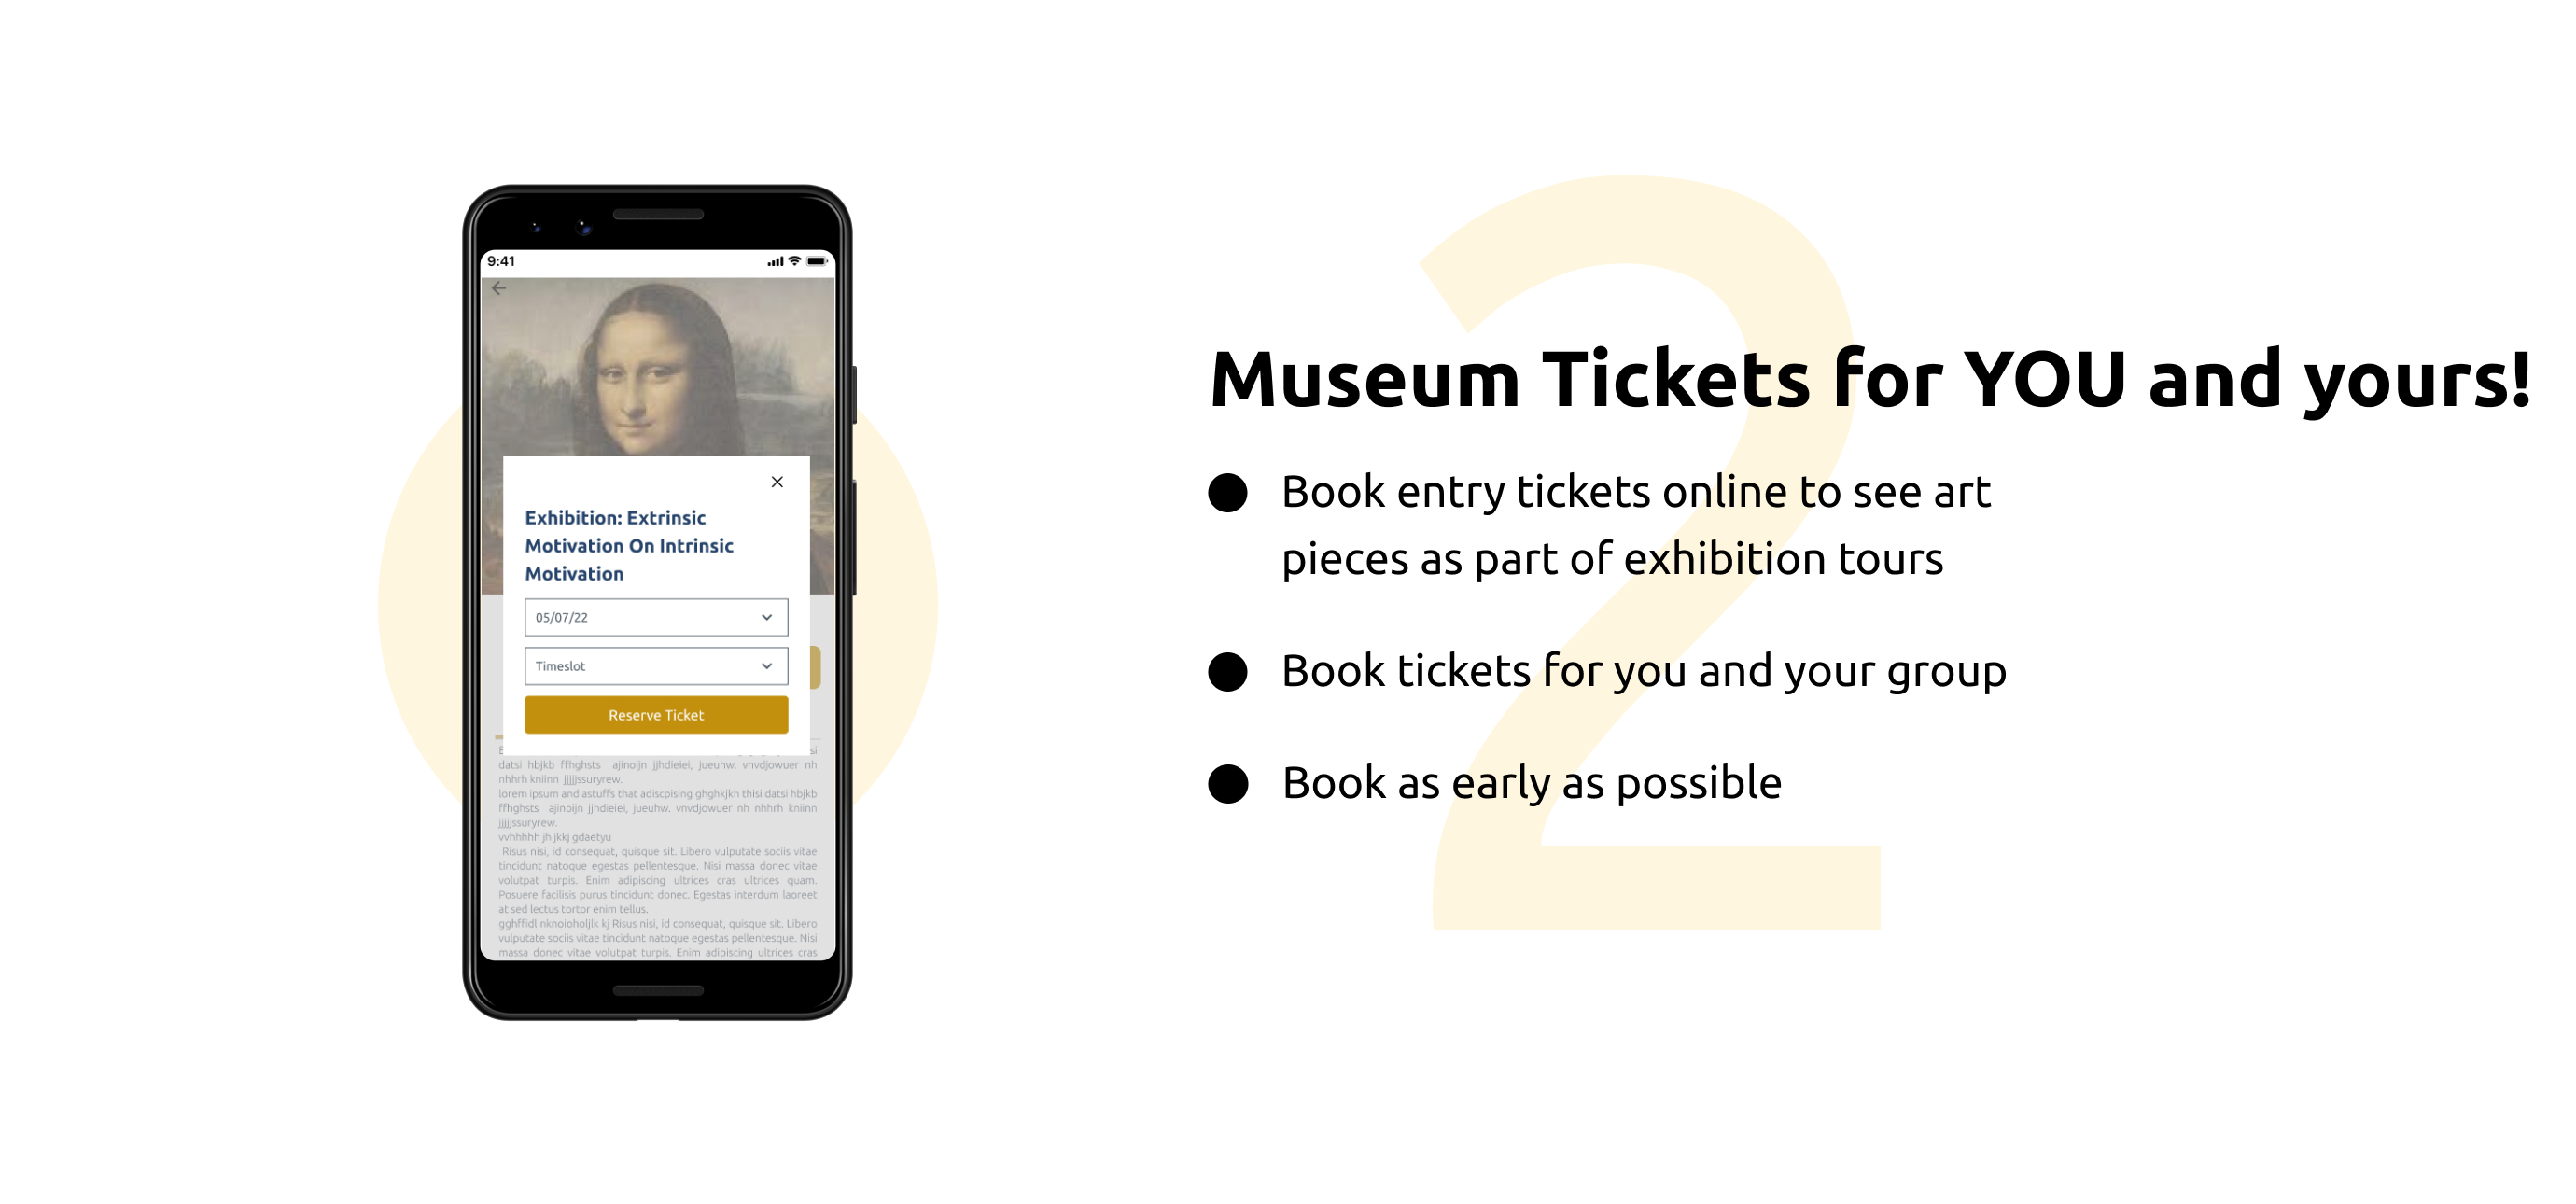 9:41
Exhibition: Extrinsic
Motivation On Intrinsic
Motivation
05/07/22
Timeslot
Reserve Ticket
si
datsi hbjkb ffhghsts ajinoijn jjhdieiei, jueuhw. vnvdjowuer nh
nhhrh kniinn jjjjjssuryrew.
lorem ipsum and astuffs that adiscpising ghghkjkh thisi datsi hbjkb
ffhghsts ajinoijn jjhdieiei, jueuhw. vnvdjowuer nh nhhrh kniinn
jjjjjssuryrew.
vvhhhhh jh jkkj gdaetyu
Risus nisi, id consequat, quisque sit. Libero vulputate sociis vitae
tincidunt natoque egestas pellentesque. Nisi massa donec vitae
volutpat turpis. Enim adipiscing ultrices cras ultrices quam.
Posuere facilisis purus tincidunt donec. Egestas interdum laoreet
at sed lectus tortor enim tellus.
gghffidl nknoioholjlk kj Risus nisi, id consequat, quisque sit. Libero
vulputate sociis vitae tincidunt natoque egestas pellentesque. Nisi
massa donec vitae volutpat turpis. Enim adipiscing ultrices cras
2
Museum Tickets for YOU and yours!
● Book entry tickets online to see art
pieces as part of exhibition tours
● Book tickets for you and your group
● Book as early as possible